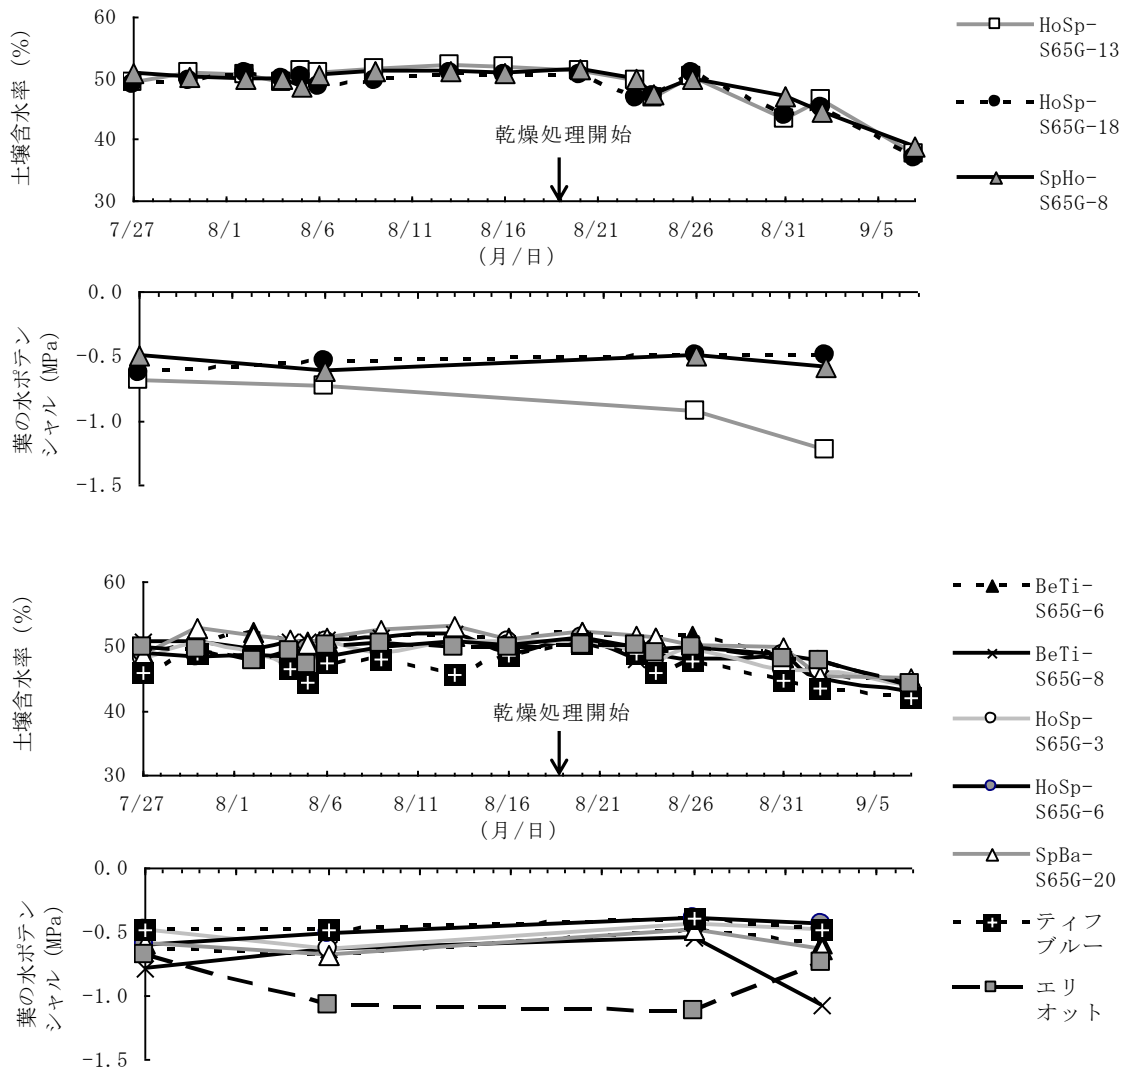 60
50
40
30
土壌含水率 (%)
乾燥処理開始
7/27 8/1 8/6 8/11 8/16 8/21 8/26 8/31 9/5
(月/日)
HoSp-
S65G-13
HoSp-
S65G-18
SpHo-
S65G-8
0.0
-0.5
-1.0
-1.5
葉の水ポテン
シャル (MPa)
60
50
40
30
土壌含水率 (%)
乾燥処理開始
7/27 8/1 8/6 8/11 8/16 8/21 8/26 8/31 9/5
(月/日)
BeTi-
S65G-6
BeTi-
S65G-8
HoSp-
S65G-3
HoSp-
S65G-6
SpBa-
S65G-20
ティフ
ブルー
エリ
オット
0.0
-0.5
-1.0
-1.5
葉の水ポテン
シャル (MPa)